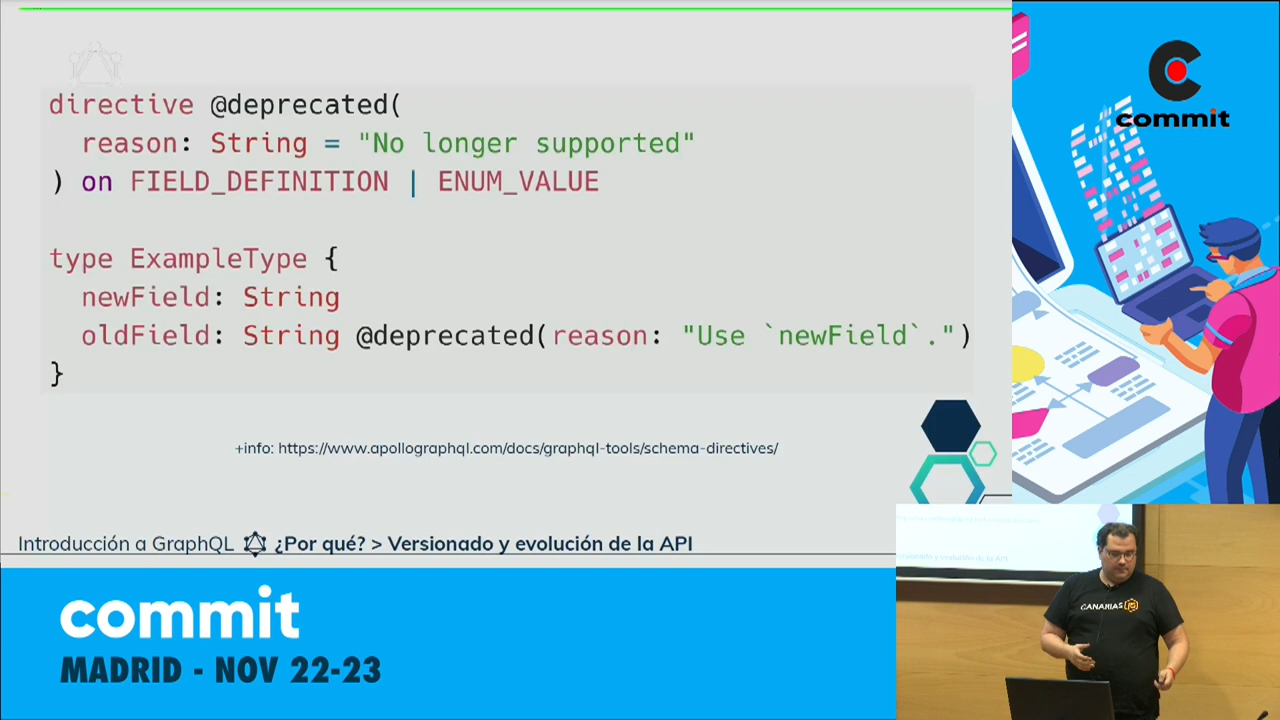 directive @deprecated(
reason: String = "No longer supported"
) on FIELD_DEFINITION | ENUM_VALUE
type ExampleType {
newField: String
oldField: String @deprecated(reason: "Use `newField`.")
}
+info: https://www.apollographql.com/docs/graphql-tools/schema-directives/
Introducción a GraphQL ¿Por qué? > Versionado y evolución de la API
commit
commit
MADRID - NOV 22-23
CANARIAS